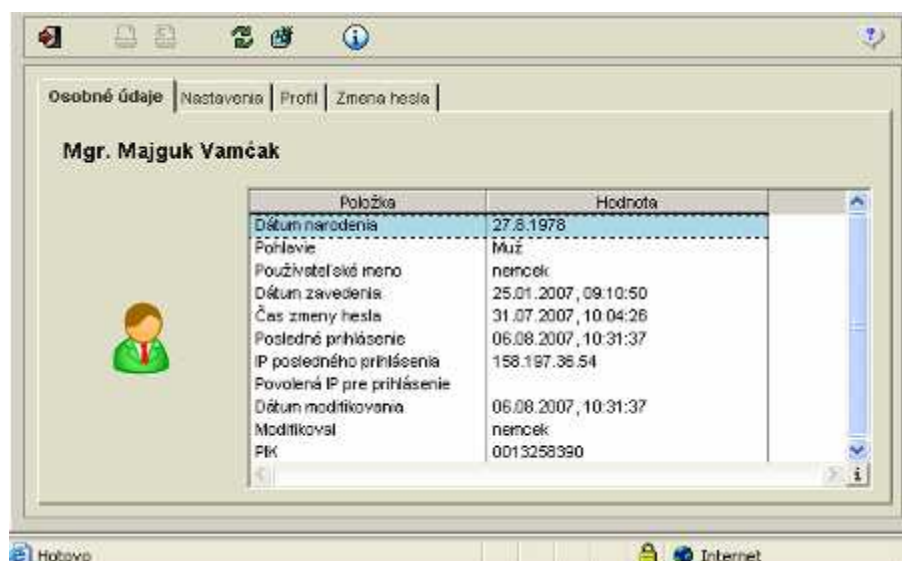 Osobné údaje Nastavenia Profil Zmena hesla
Mgr. Majguk Vamčak
Položka Hodnota
Dátum narodenia 27.8.1978
Pohlavie Muž
Používateľské meno nemcek
Dátum zavedenia 25.01.2007, 09:10:50
Čas zmeny hesla 31.07.2007, 10:04:26
Posledné prihlásenie 06.08.2007, 10:31:37
IP posledného prihlásenia 158.197.36.54
Povolená IP pre prihlásenie
Dátum modifikovania 06.08.2007, 10:31:37
Modifikoval nemcek
PIK 0013258390
Hotovo Internet